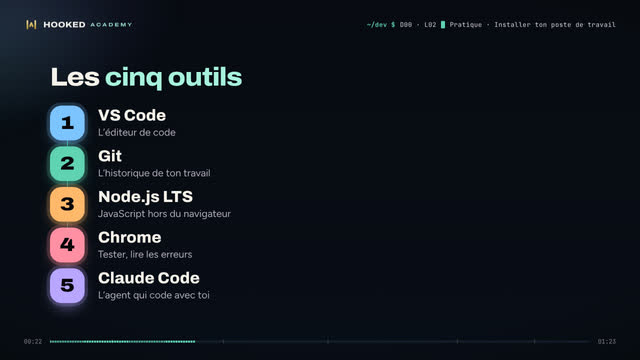 HOOKED ACADEMY
~/dev $ D00 · L02 Pratique · Installer ton poste de travail
Les cinq outils
1 VS Code
L'éditeur de code
2 Git
L'historique de ton travail
3 Node.js LTS
JavaScript hors du navigateur
4 Chrome
Tester, lire les erreurs
5 Claude Code
L'agent qui code avec toi
00:22 01:23